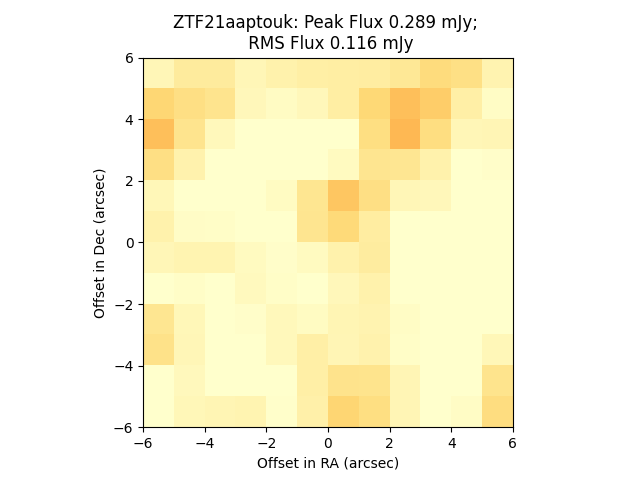 ZTF21aaptouk: Peak Flux 0.289 mJy;
RMS Flux 0.116 mJy
6
4
2
0
−2
−4
−6
Offset in Dec (arcsec)
−6 −4 −2 0 2 4 6
Offset in RA (arcsec)